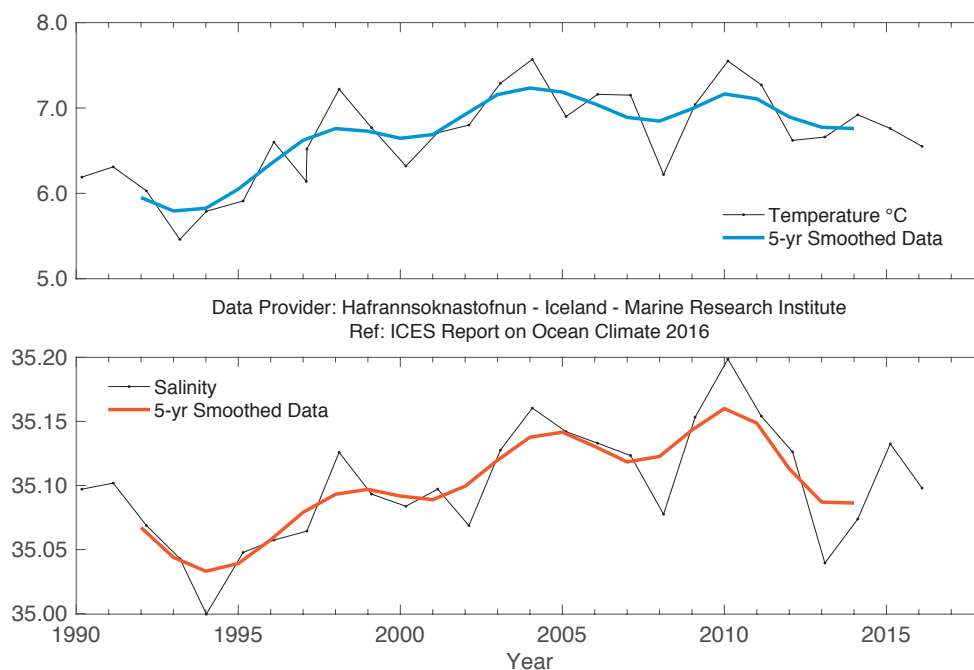 8.0
7.0
6.0
5.0
Temperature °C
5-yr Smoothed Data
Data Provider: Hafrannsoknastofnun - Iceland - Marine Research Institute
Ref: ICES Report on Ocean Climate 2016
35.20
35.15
35.10
35.05
35.00
Salinity
5-yr Smoothed Data
1990 1995 2000 2005 2010 2015
Year